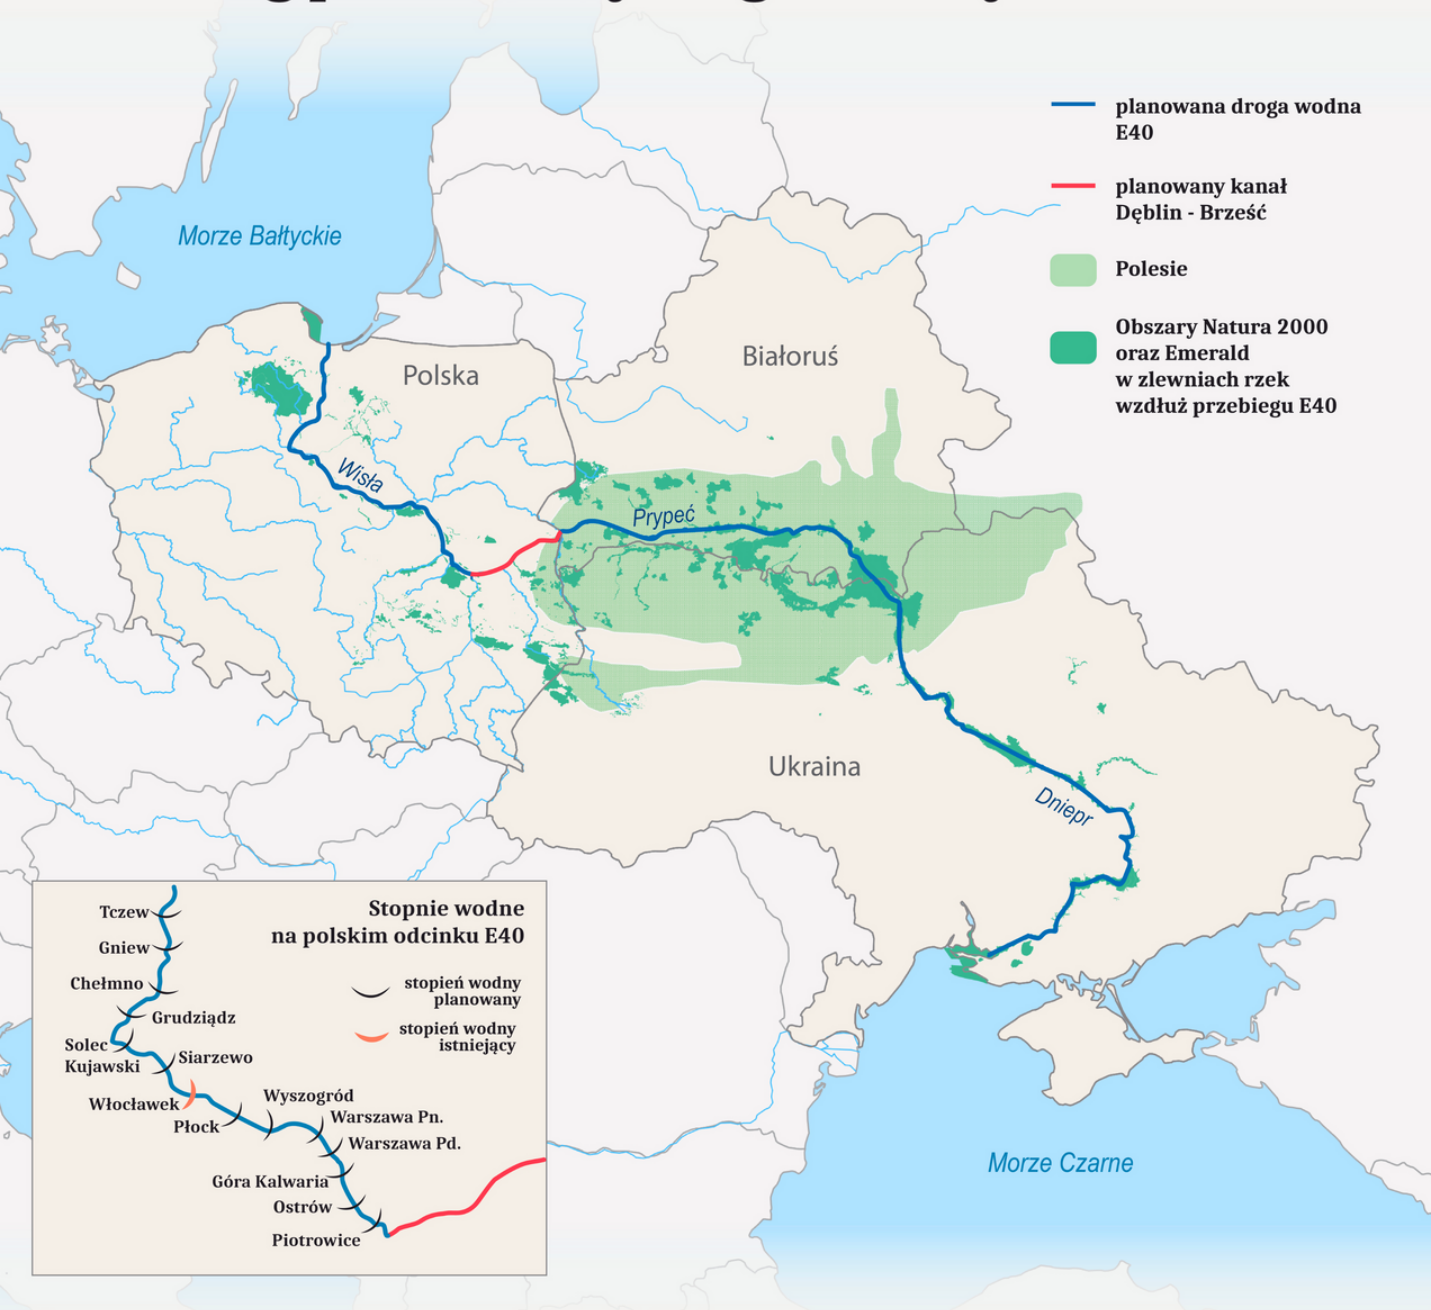 planowana droga wodna
E40
planowany kanał
Dęblin - Brześć
Polesie
Obszary Natura 2000
oraz Emerald
w zlewniach rzek
wzdłuż przebiegu E40
Morze Bałtyckie
Polska
Białoruś
Wisła
Prypeć
Ukraina
Dniepr
Morze Czarne
Stopnie wodne
na polskim odcinku E40
stopień wodny
planowany
stopień wodny
istniejący
Tczew
Gniew
Chełmno
Grudziądz
Solec
Kujawski
Siarzewo
Włocławek
Płock
Wyszogród
Warszawa Pn.
Warszawa Pd.
Góra Kalwaria
Ostrów
Piotrowice